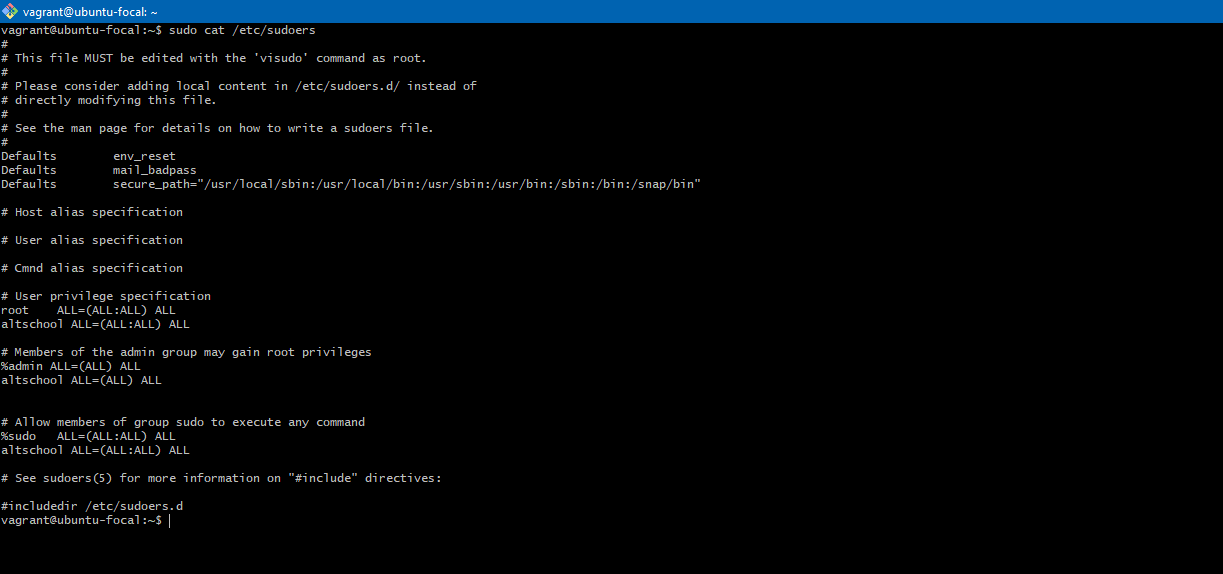 vagrant@ubuntu-focal: ~
vagrant@ubuntu-focal:~$ sudo cat /etc/sudoers
#
# This file MUST be edited with the 'visudo' command as root.
#
# Please consider adding local content in /etc/sudoers.d/ instead of
# directly modifying this file.
#
# See the man page for details on how to write a sudoers file.
#
Defaults        env_reset
Defaults        mail_badpass
Defaults        secure_path="/usr/local/sbin:/usr/local/bin:/usr/sbin:/usr/bin:/sbin:/bin:/snap/bin"

# Host alias specification

# User alias specification

# Cmnd alias specification

# User privilege specification
root    ALL=(ALL:ALL) ALL
altschool ALL=(ALL:ALL) ALL

# Members of the admin group may gain root privileges
%admin ALL=(ALL) ALL
altschool ALL=(ALL) ALL


# Allow members of group sudo to execute any command
%sudo   ALL=(ALL:ALL) ALL
altschool ALL=(ALL:ALL) ALL

# See sudoers(5) for more information on "#include" directives:

#includedir /etc/sudoers.d
vagrant@ubuntu-focal:~$